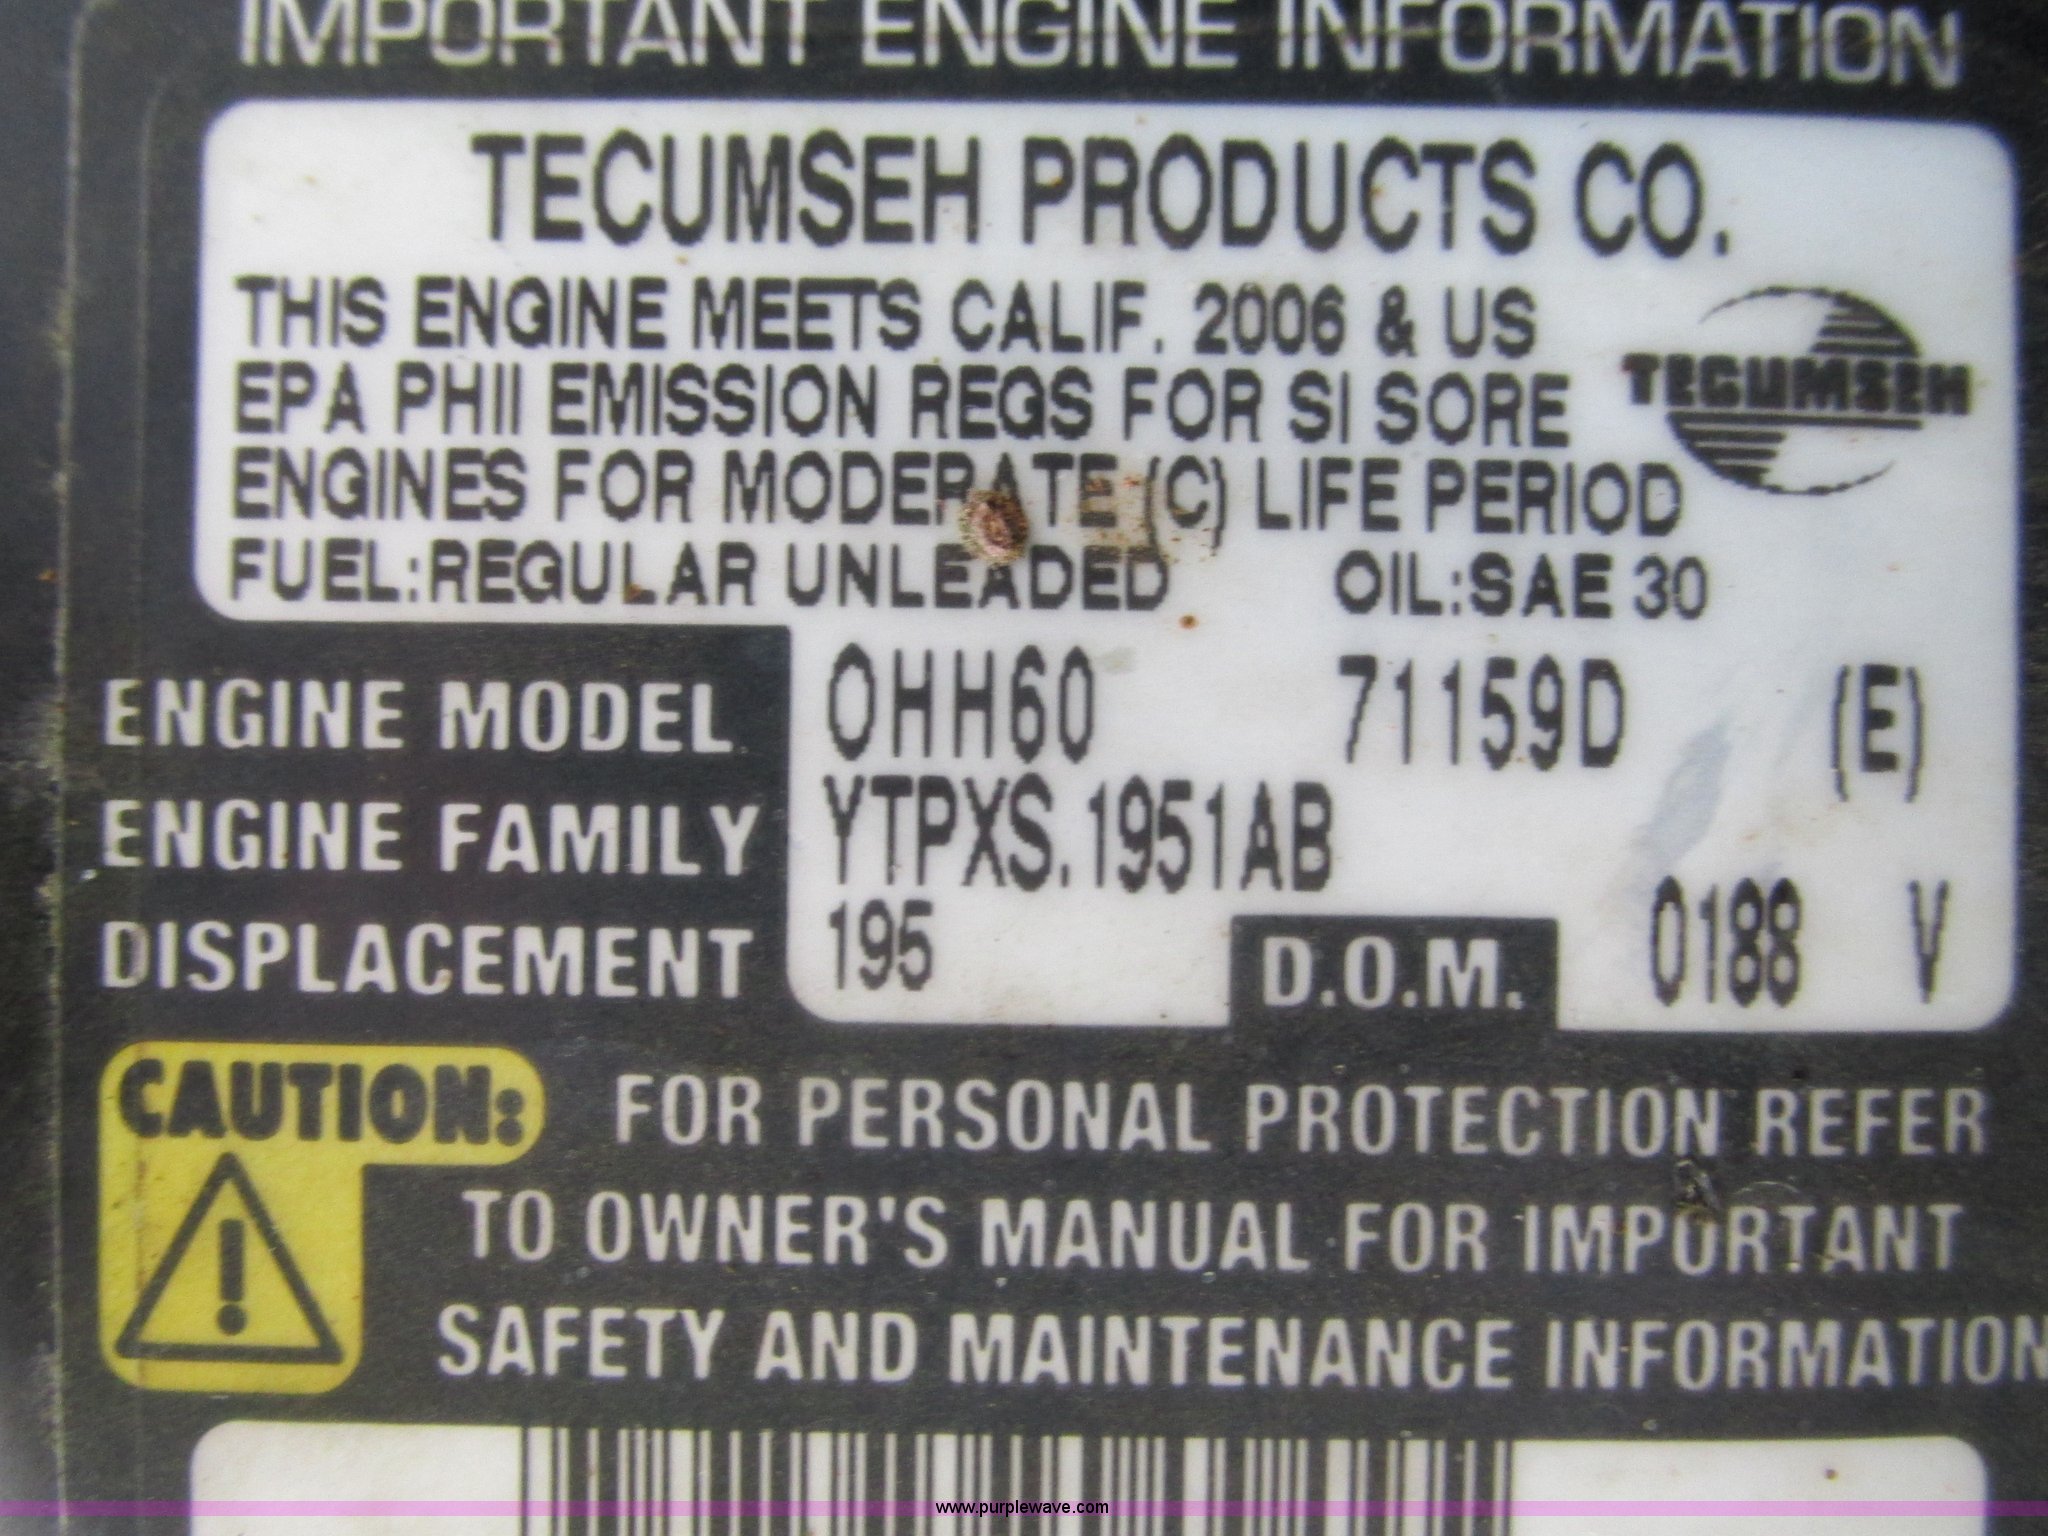 IMPORTANT ENGINE INFORMATION
TECUMSEH PRODUCTS CO.
THIS ENGINE MEETS CALIF. 2006 & US
EPA PHII EMISSION REGS FOR SI SORE
ENGINES FOR MODERATE (C) LIFE PERIOD
FUEL:REGULAR UNLEADED OIL:SAE 30
TECUMSEH
ENGINE MODEL OHH60 71159D (E)
ENGINE FAMILY YTPXS.1951AB
DISPLACEMENT 195 D.O.M. 0188 V
CAUTION: FOR PERSONAL PROTECTION REFER
TO OWNER'S MANUAL FOR IMPORTANT
SAFETY AND MAINTENANCE INFORMATION
www.purplewave.com